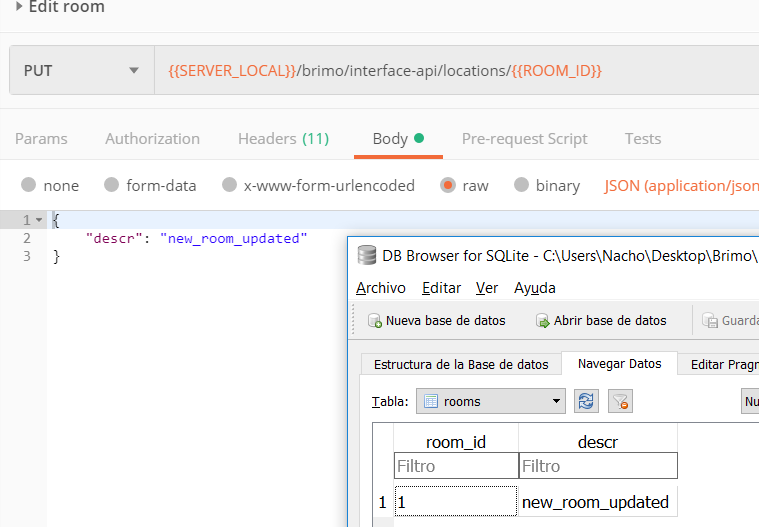 Edit room
PUT {{SERVER_LOCAL}}/brimo/interface-api/locations/{{ROOM_ID}}
Params Authorization Headers (11) Body Pre-request Script Tests
none form-data x-www-form-urlencoded raw binary JSON (application/json
1 {
2 "descr": "new_room_updated"
3 }
DB Browser for SQLite - C:\Users\Nacho\Desktop\Brimo\
Archivo Editar Ver Ayuda
Nueva base de datos Abrir base de datos Guarda
Estructura de la Base de datos Navegar Datos Editar Pragr
Tabla: rooms Nu
room_id descr
Filtro Filtro
1 1 new_room_updated